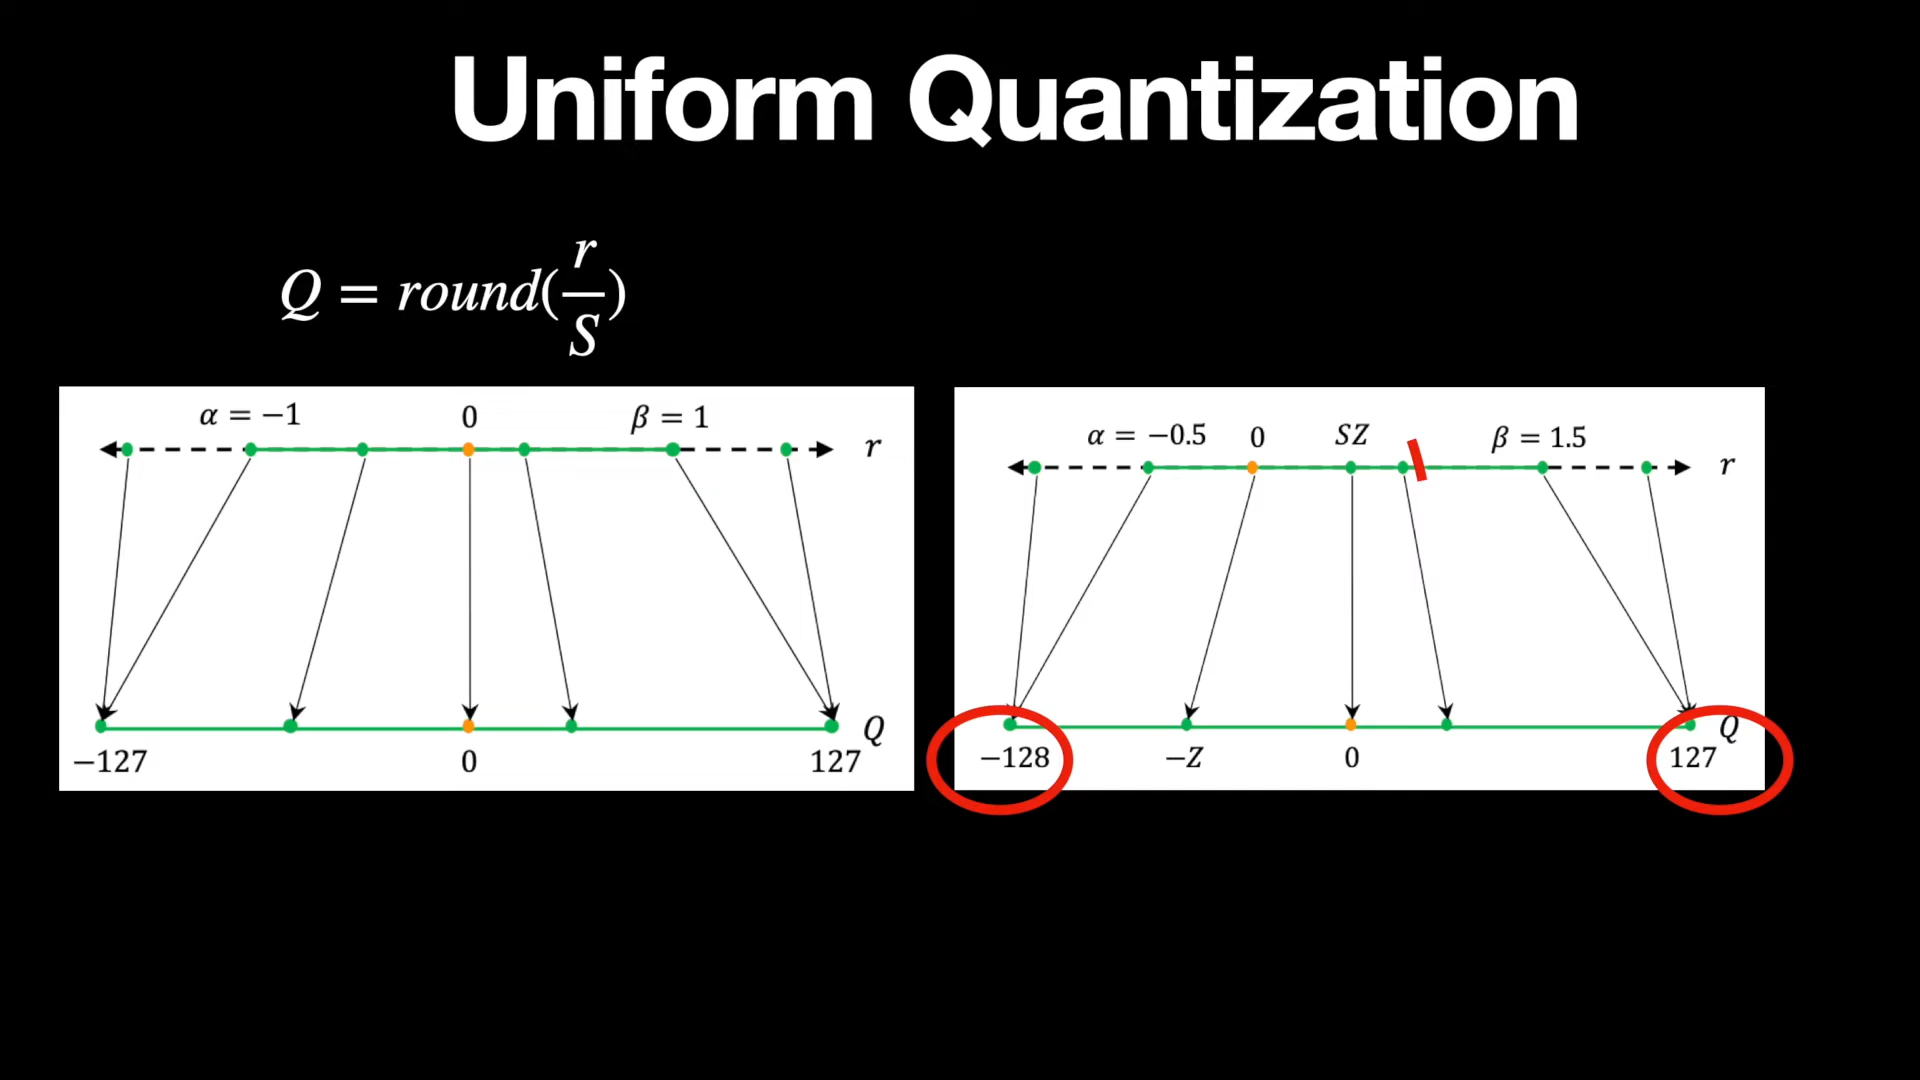 Uniform Quantization
Q = round(r/S)
α = −1 0 β = 1 r
−127 0 127 Q
α = −0.5 0 SZ β = 1.5 r
−128 −Z 0 127 Q